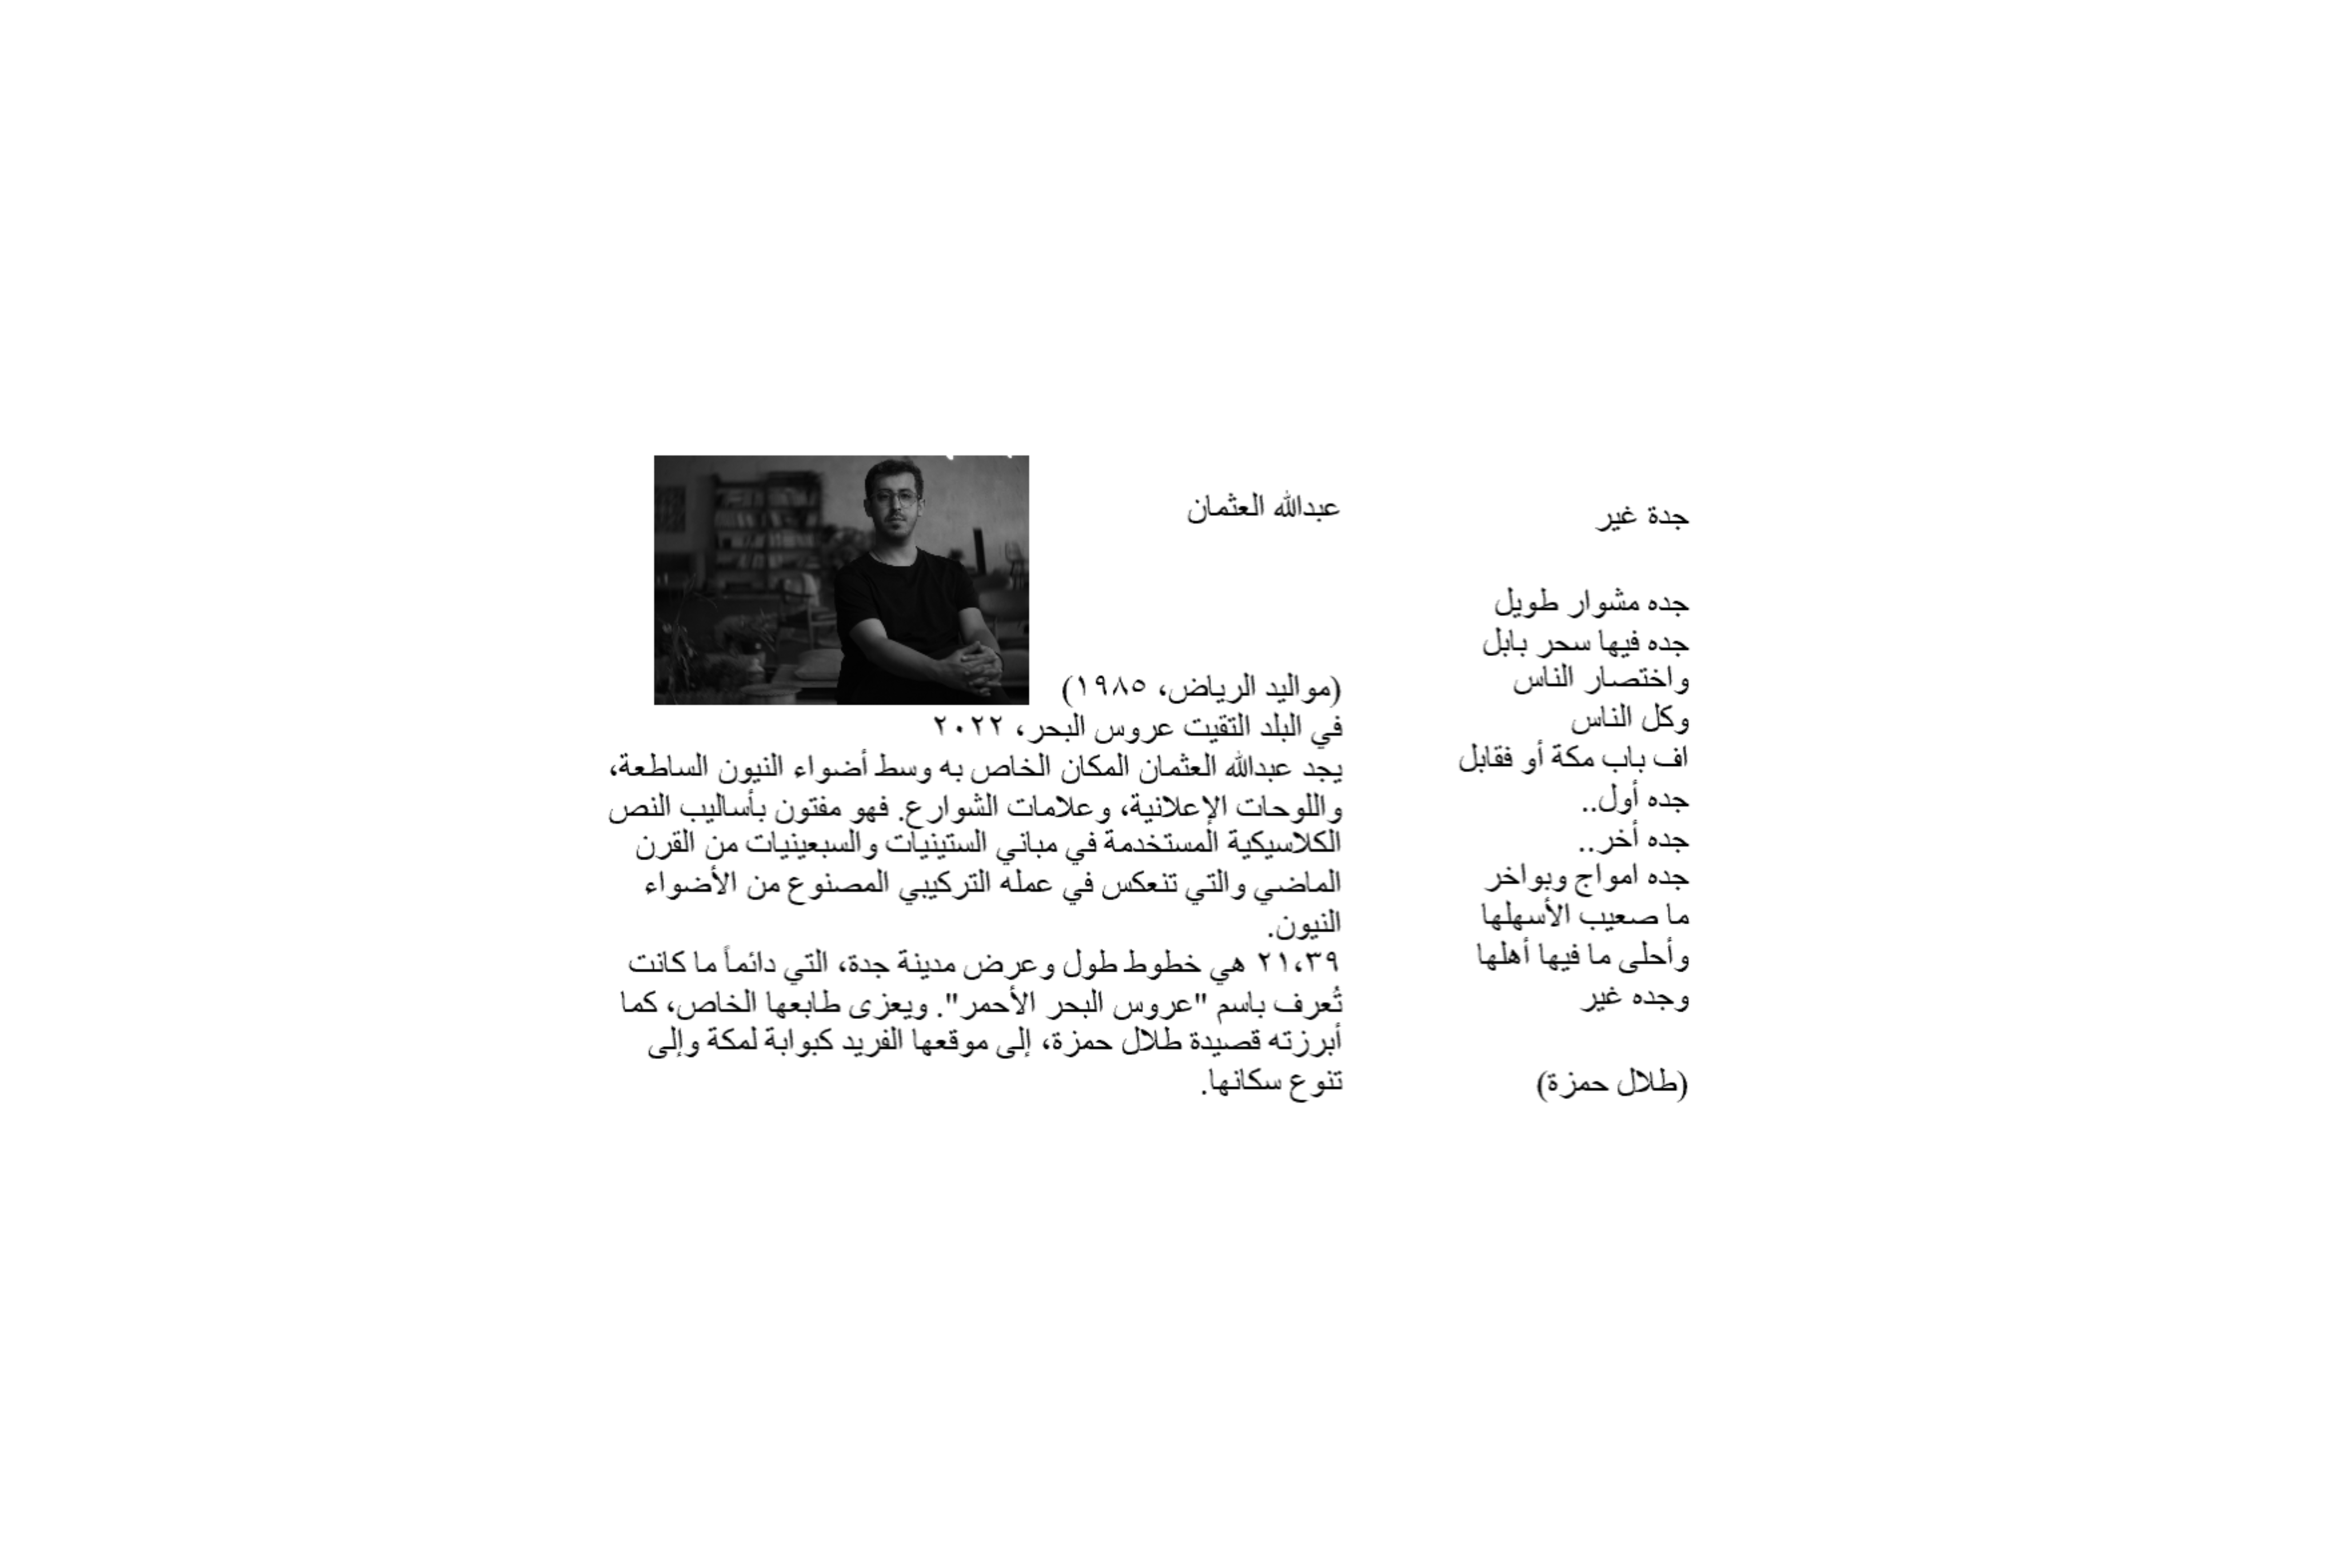 جدة غير
جده مشوار طويل
جده فيها سحر بابل
واختصار الناس
وكل الناس
اف باب مكة أو فقابل
جده أول..
جده أخر..
جده امواج وبواخر
ما صعيب الأسهلها
وأحلى ما فيها أهلها
وجده غير
(طلال حمزة)
عبدالله العثمان
(مواليد الرياض، ١٩٨٥)
في البلد التقيت عروس البحر، ٢٠٢٢
يجد عبدالله العثمان المكان الخاص به وسط أضواء النيون الساطعة،
واللوحات الإعلانية، وعلامات الشوارع. فهو مفتون بأساليب النص
الكلاسيكية المستخدمة في مباني الستينيات والسبعينيات من القرن
الماضي والتي تنعكس في عمله التركيبي المصنوع من الأضواء
النيون.
٢١،٣٩ هي خطوط طول وعرض مدينة جدة، التي دائماً ما كانت
تُعرف باسم "عروس البحر الأحمر". ويعزى طابعها الخاص، كما
أبرزته قصيدة طلال حمزة، إلى موقعها الفريد كبوابة لمكة وإلى
تنوع سكانها.